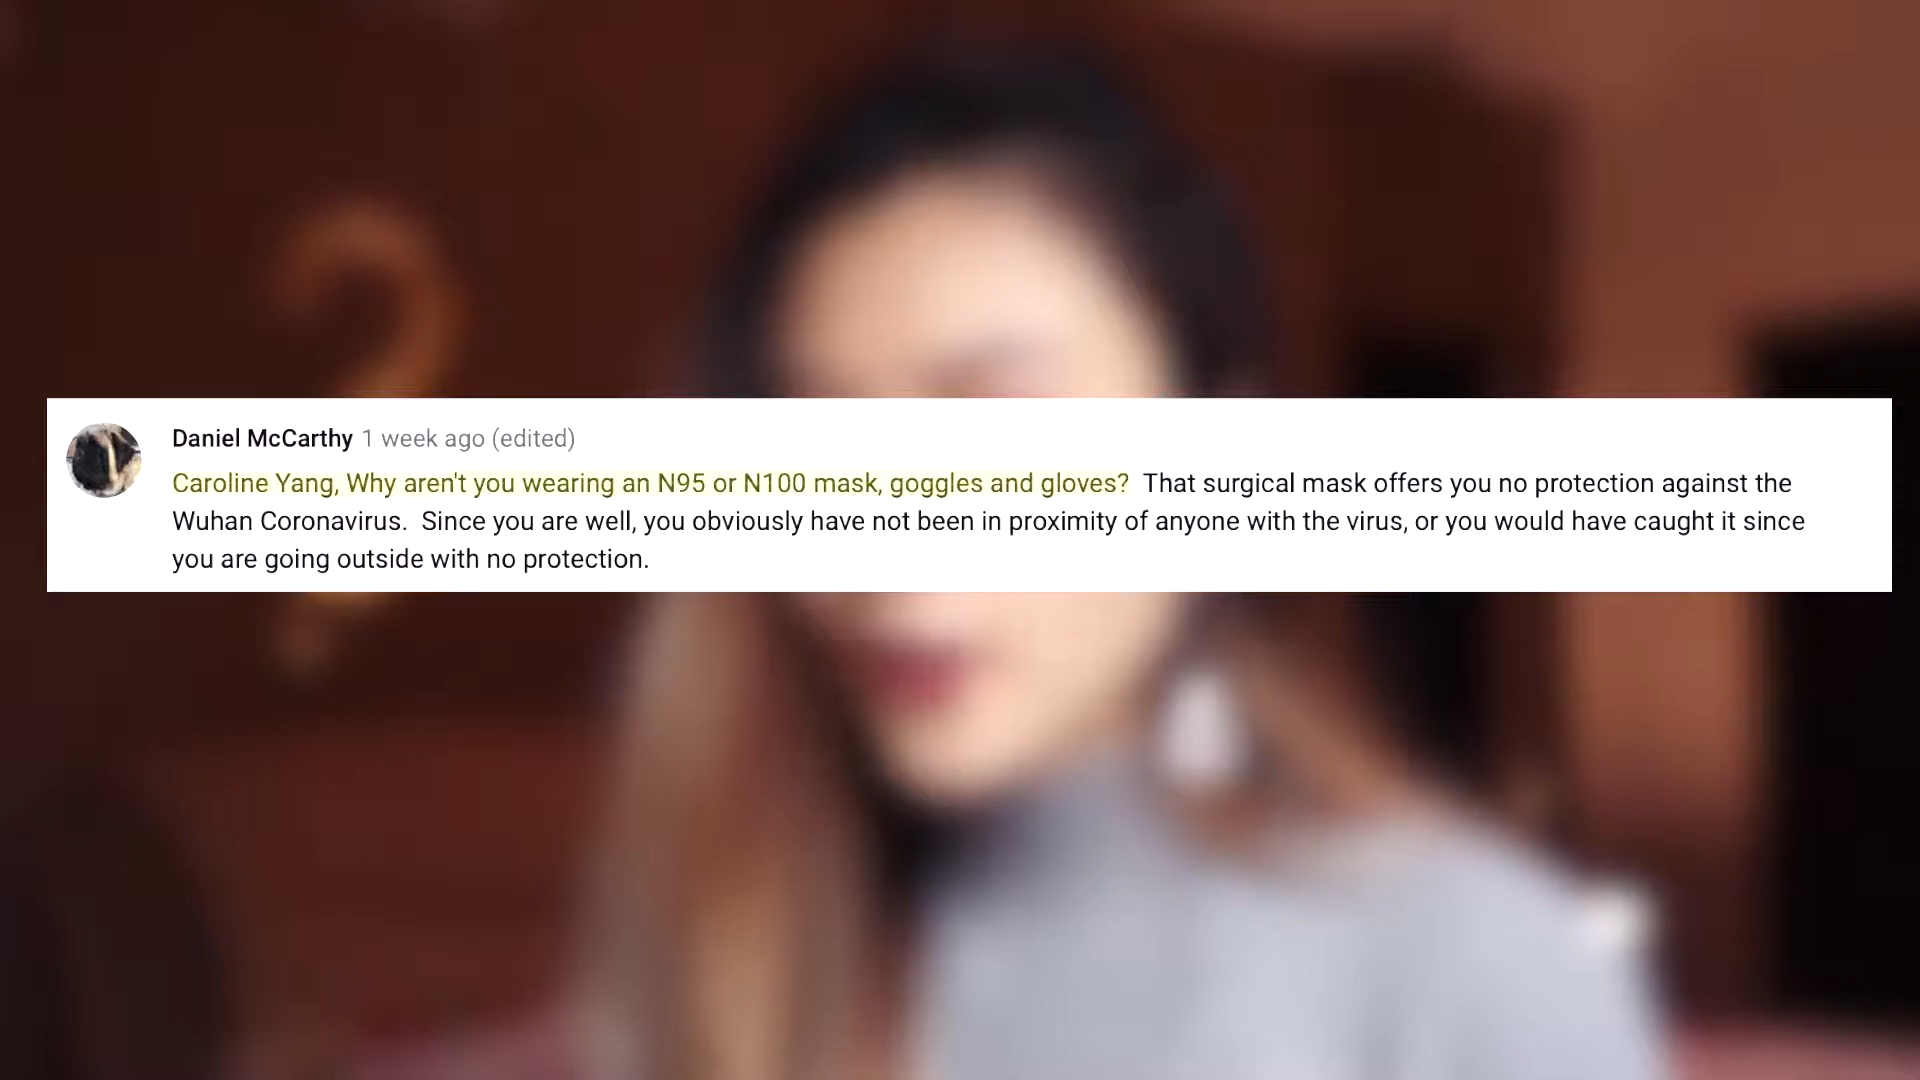 Daniel McCarthy 1 week ago (edited)
Caroline Yang, Why aren't you wearing an N95 or N100 mask, goggles and gloves?  That surgical mask offers you no protection against the
Wuhan Coronavirus.  Since you are well, you obviously have not been in proximity of anyone with the virus, or you would have caught it since
you are going outside with no protection.